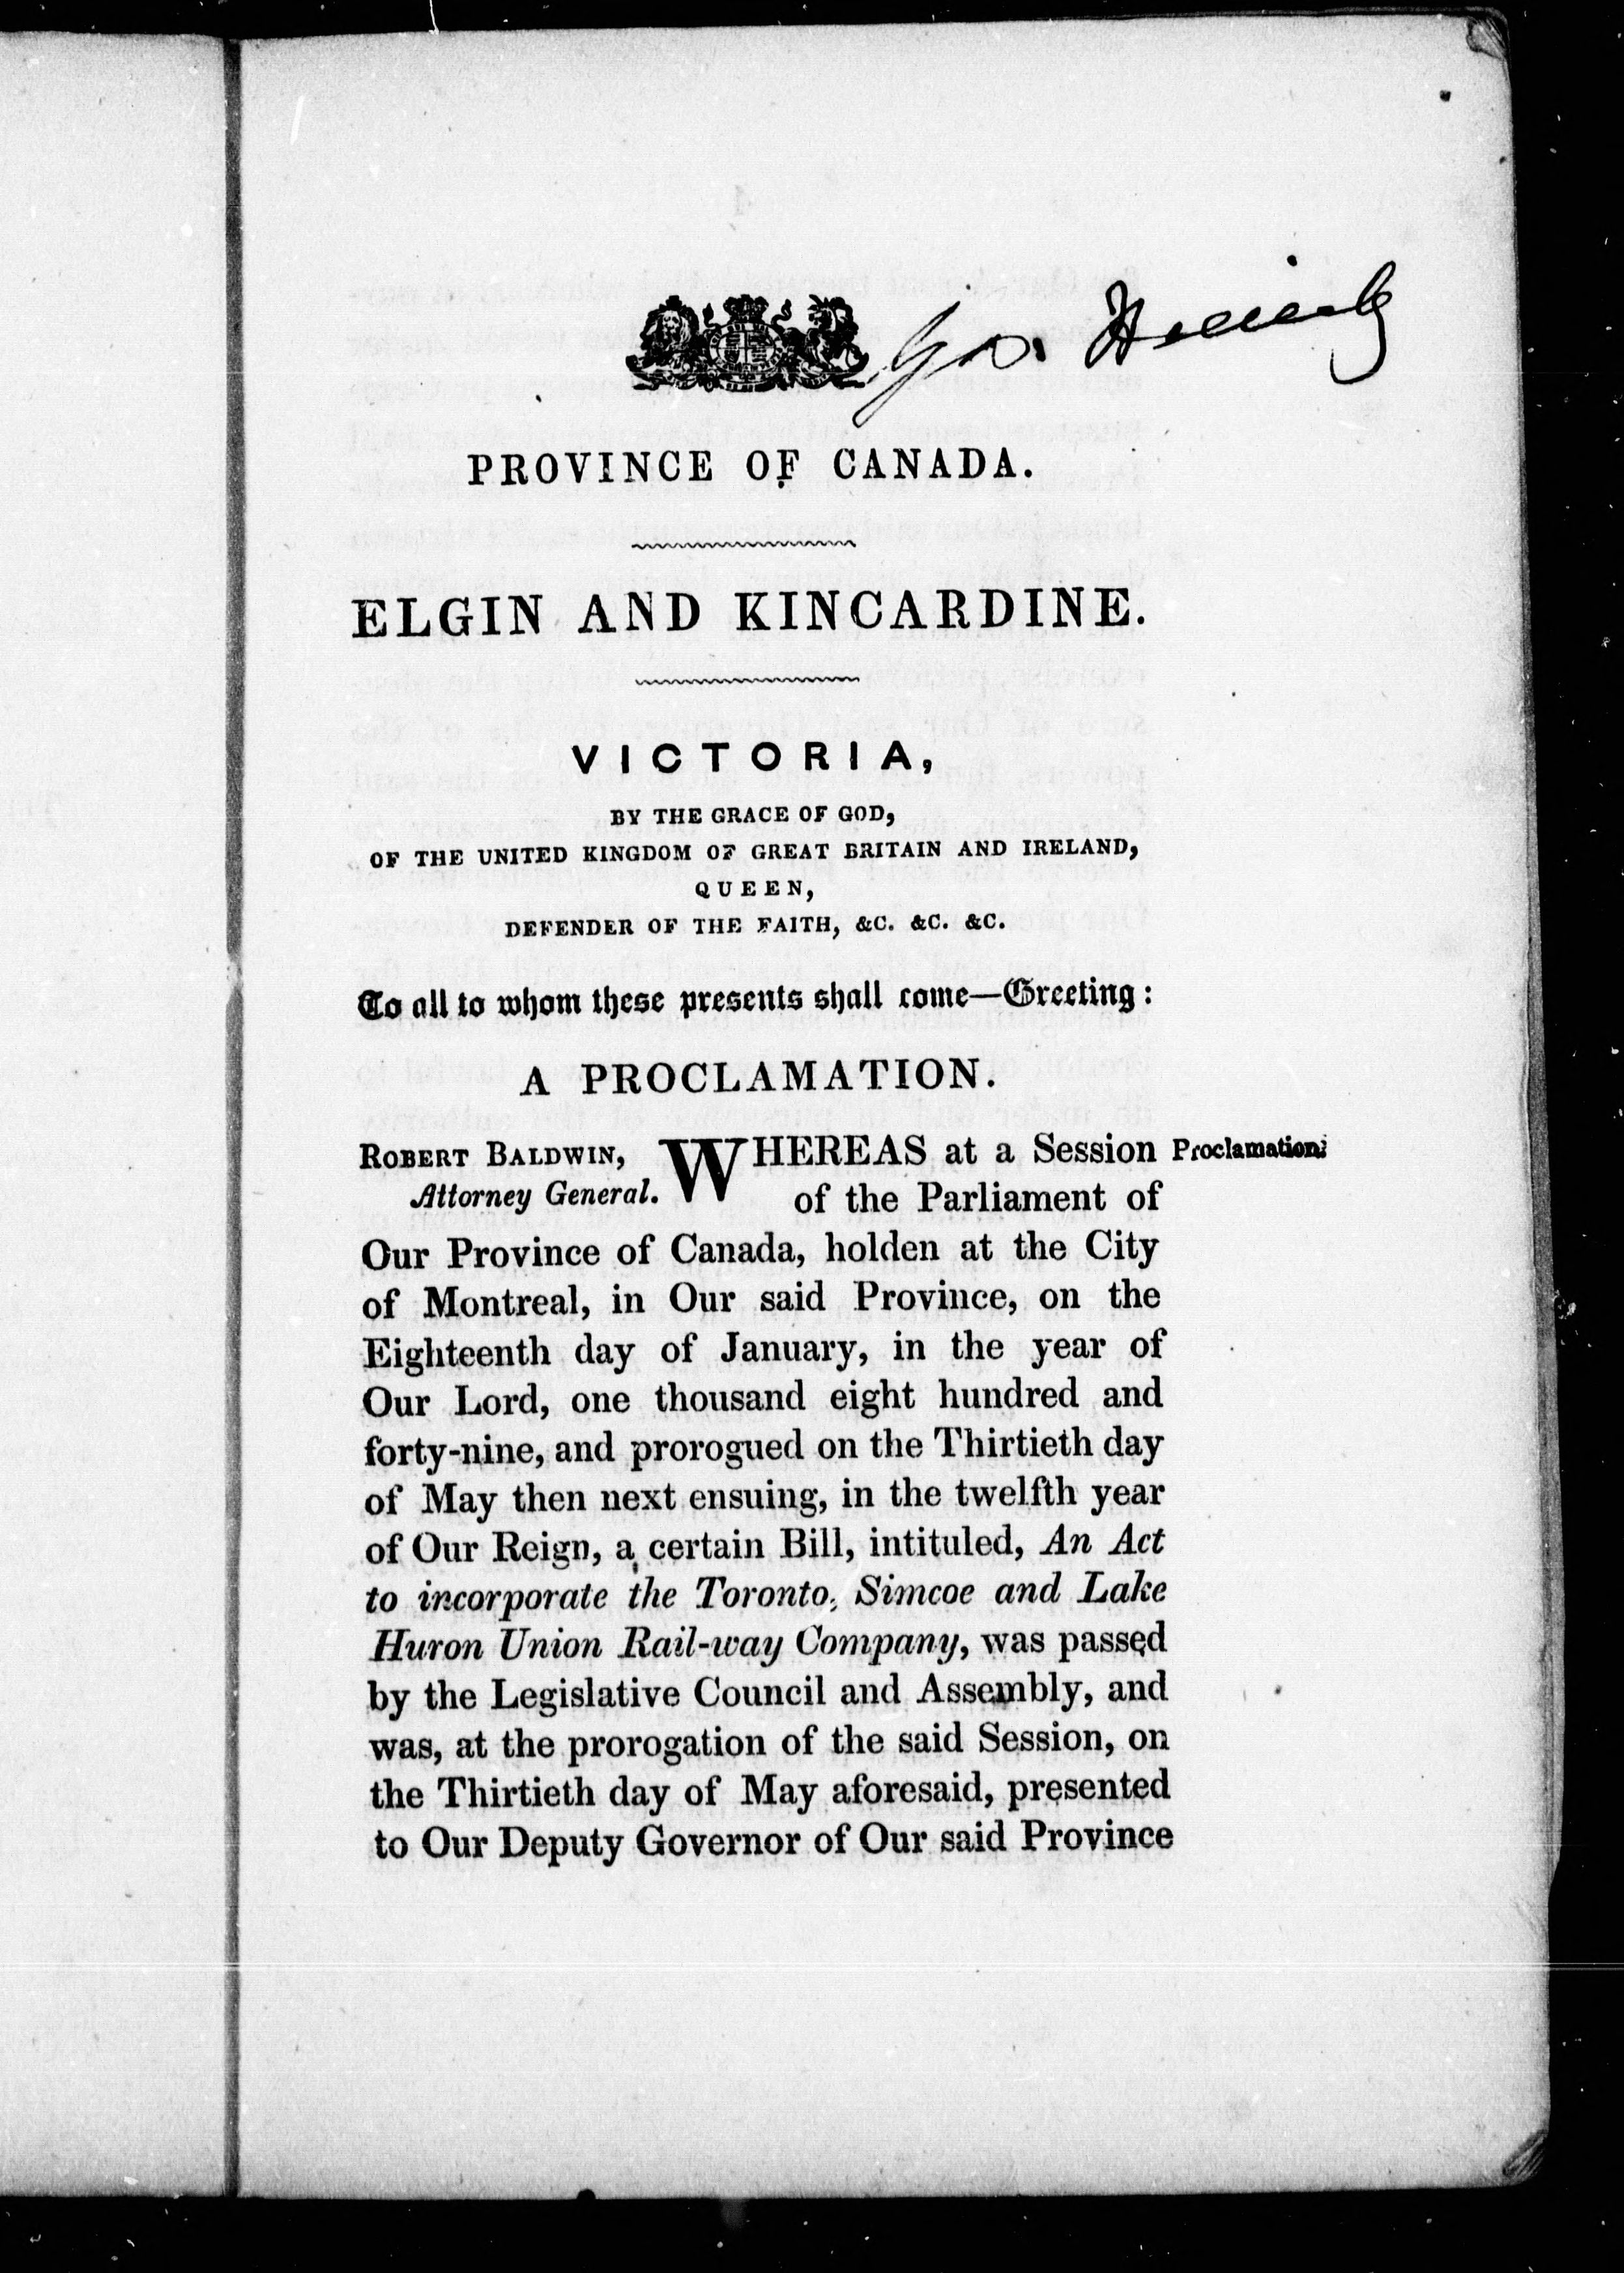 Geo.
PROVINCE OF CANADA.
ELGIN AND KINCARDINE.
VICTORIA,
BY THE GRACE OF GOD,
OF THE UNITED KINGDOM OF GREAT BRITAIN AND IRELAND,
QUEEN,
DEFENDER OF THE FAITH, &C. &C. &C.
To all to whom these presents shall come—Greeting:
A PROCLAMATION.
ROBERT BALDWIN,
Attorney General.
WHEREAS at a Session
Proclamation.
of the Parliament of
Our Province of Canada, holden at the City
of Montreal, in Our said Province, on the
Eighteenth day of January, in the year of
Our Lord, one thousand eight hundred and
forty-nine, and prorogued on the Thirtieth day
of May then next ensuing, in the twelfth year
of Our Reign, a certain Bill, intituled, An Act
to incorporate the Toronto, Simcoe and Lake
Huron Union Rail-way Company, was passed
by the Legislative Council and Assembly, and
was, at the prorogation of the said Session, on
the Thirtieth day of May aforesaid, presented
to Our Deputy Governor of Our said Province